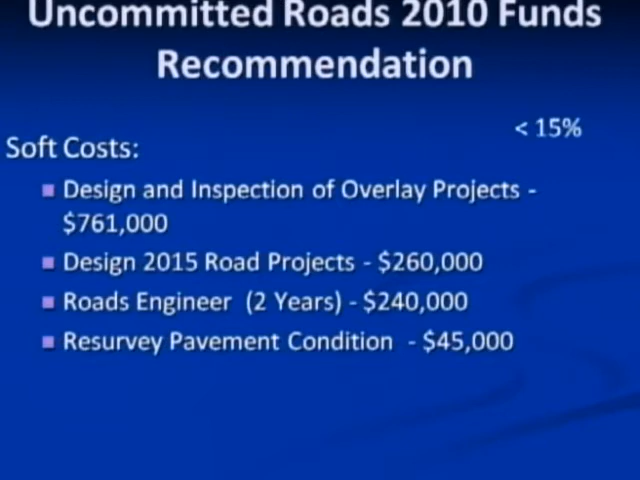 Uncommitted Roads 2010 Funds
Recommendation
< 15%
Soft Costs:
Design and Inspection of Overlay Projects -
$761,000
Design 2015 Road Projects - $260,000
Roads Engineer (2 Years) - $240,000
Resurvey Pavement Condition - $45,000